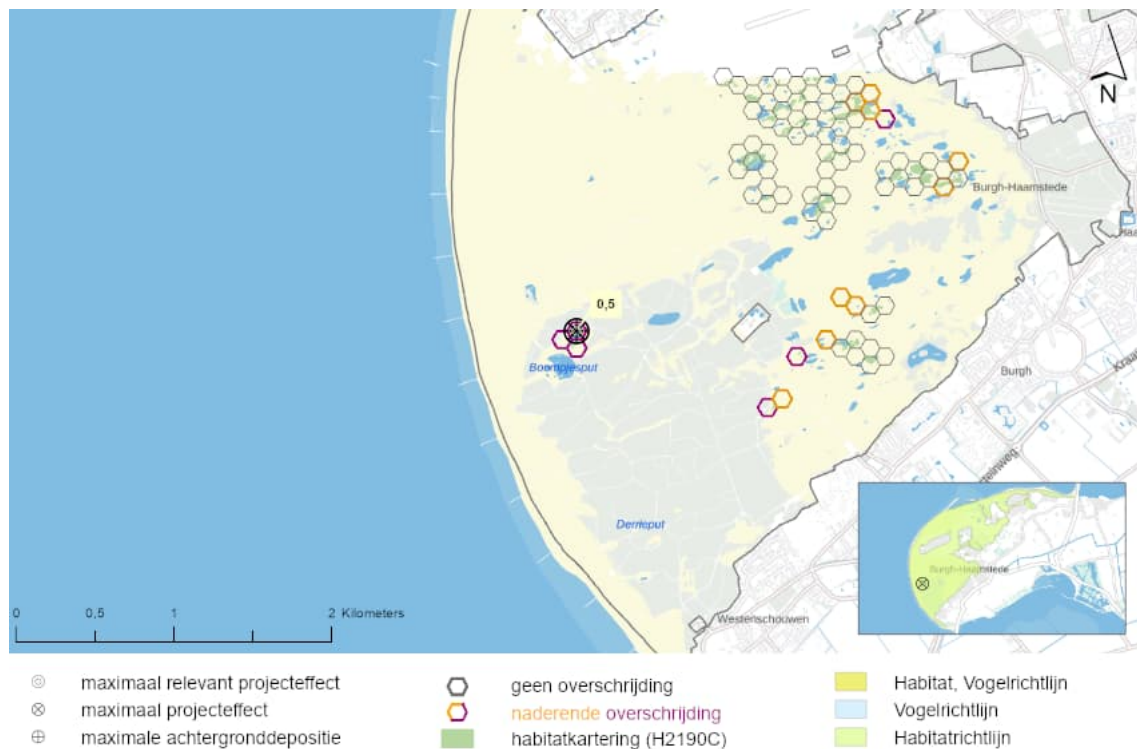 N
Burgh-Haamstede
0,5
Boompjesput
Burgh
Derrieput
Burgh-Haamstede
Westenschouwen
0 0,5 1 2 Kilometers
maximaal relevant projecteffect
maximaal projecteffect
maximale achtergronddepositie
geen overschrijding
naderende overschrijding
habitatkartering (H2190C)
Habitat, Vogelrichtlijn
Vogelrichtlijn
Habitatrichtlijn